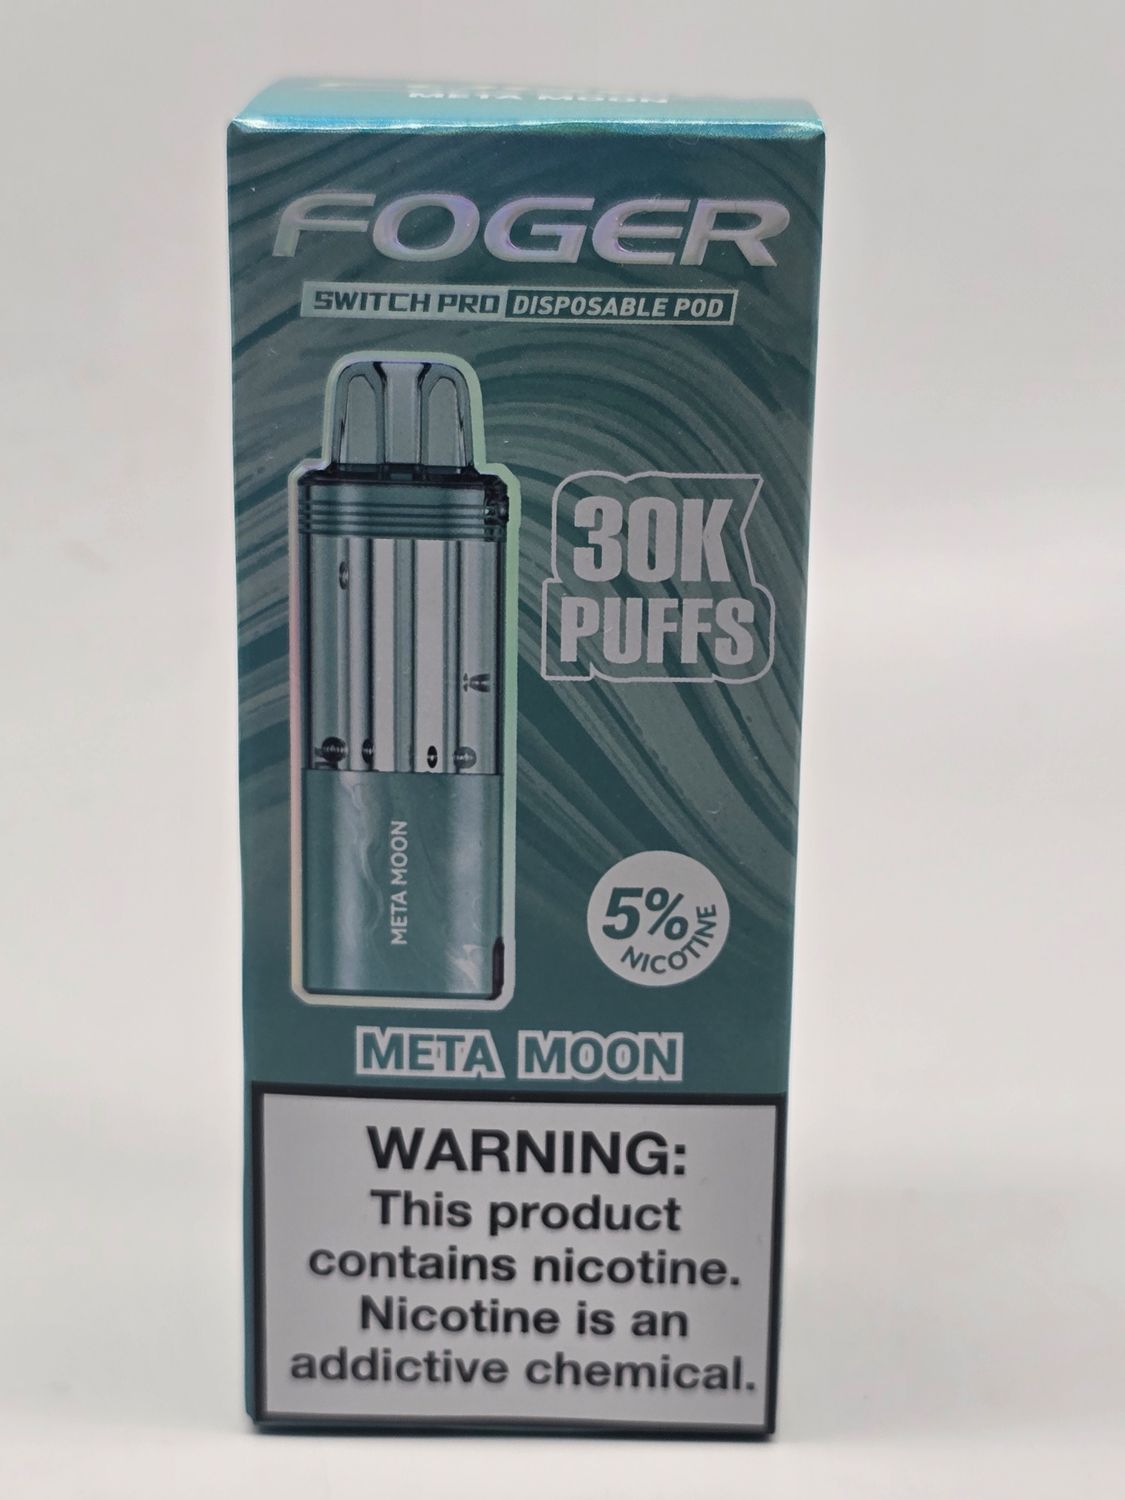 META MOON
FOGER
SWITCH PRO DISPOSABLE POD
30K
PUFFS
META MOON
5%
NICOTINE
META MOON
WARNING:
This product
contains nicotine.
Nicotine is an
addictive chemical.